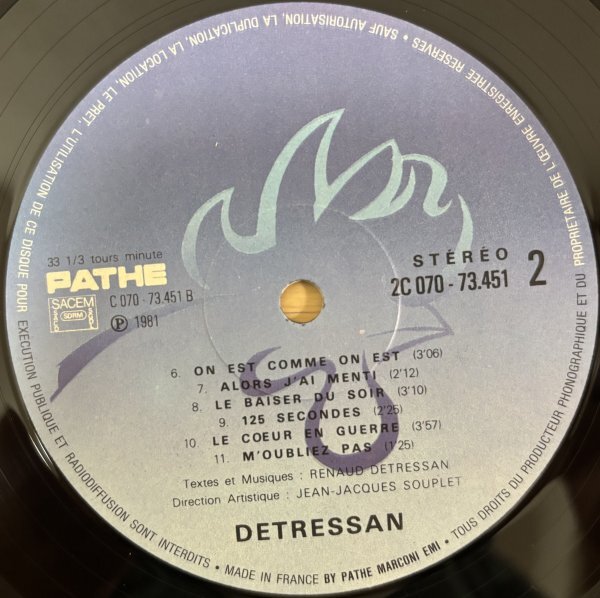 33 1/3 tours minute
PATHE
SACEM
SDRM
C 070 - 73.451 B
Ⓟ 1981
STÉRÉO
2C 070 - 73.451
2
6. ON EST COMME ON EST (3'06)
7. ALORS J'AI MENTI (2'12)
8. LE BAISER DU SOIR (3'10)
9. 125 SECONDES (2'25)
10. LE COEUR EN GUERRE (3'57)
11. M'OUBLIEZ PAS (1'25)
Textes et Musiques : RENAUD DETRESSAN
Direction Artistique : JEAN-JACQUES SOUPLET
DETRESSAN
• TOUS DROITS DU PRODUCTEUR PHONOGRAPHIQUE ET DU PROPRIETAIRE DE L'ŒUVRE ENREGISTREE RESERVES • SAUF AUTORISATION, LA DUPLICATION, LA LOCATION, LE PRET, L'UTILISATION DE CE DISQUE POUR EXECUTION PUBLIQUE ET RADIODIFFUSION SONT INTERDITS • MADE IN FRANCE BY PATHE MARCONI EMI